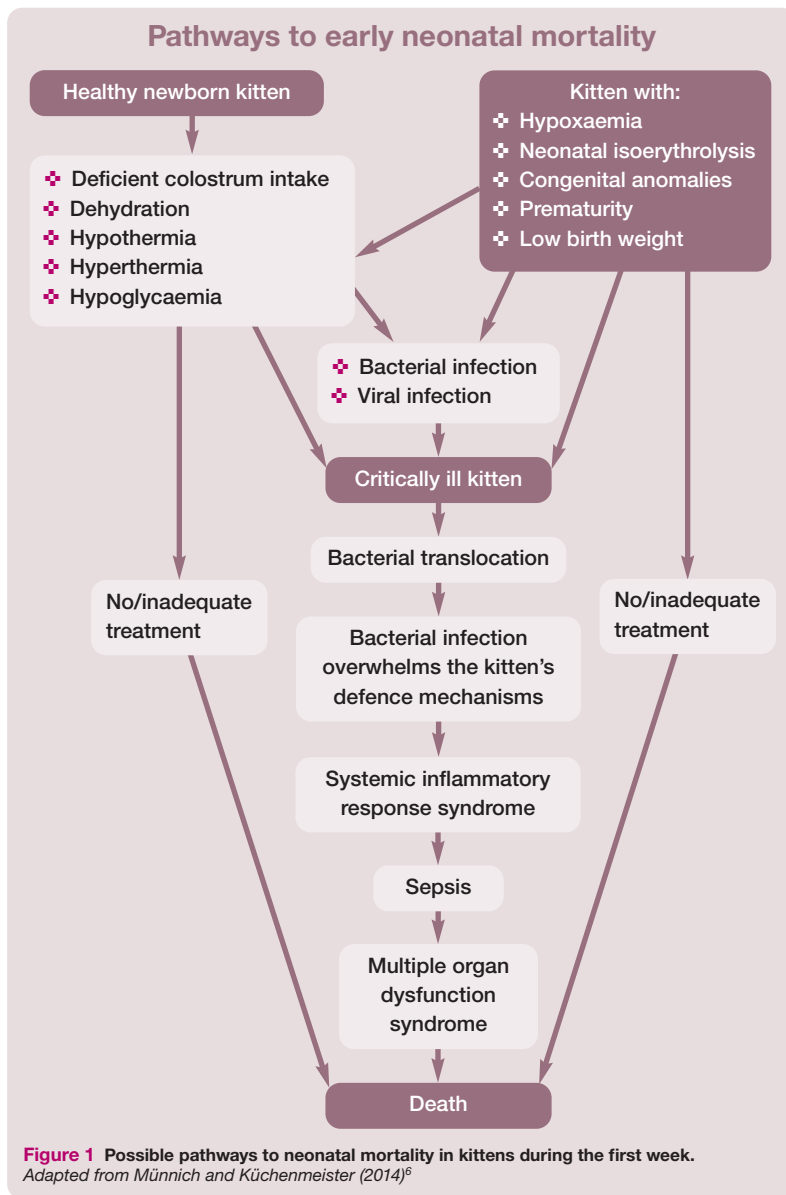 Pathways to early neonatal mortality
Healthy newborn kitten
Kitten with:
Hypoxaemia
Neonatal isoerythrolysis
Congenital anomalies
Prematurity
Low birth weight
Deficient colostrum intake
Dehydration
Hypothermia
Hyperthermia
Hypoglycaemia
Bacterial infection
Viral infection
Critically ill kitten
Bacterial translocation
No/inadequate
treatment
No/inadequate
treatment
Bacterial infection
overwhelms the kitten’s
defence mechanisms
Systemic inflammatory
response syndrome
Sepsis
Multiple organ
dysfunction
syndrome
Death
Figure 1 Possible pathways to neonatal mortality in kittens during the first week.
Adapted from Münnich and Küchenmeister (2014)⁶